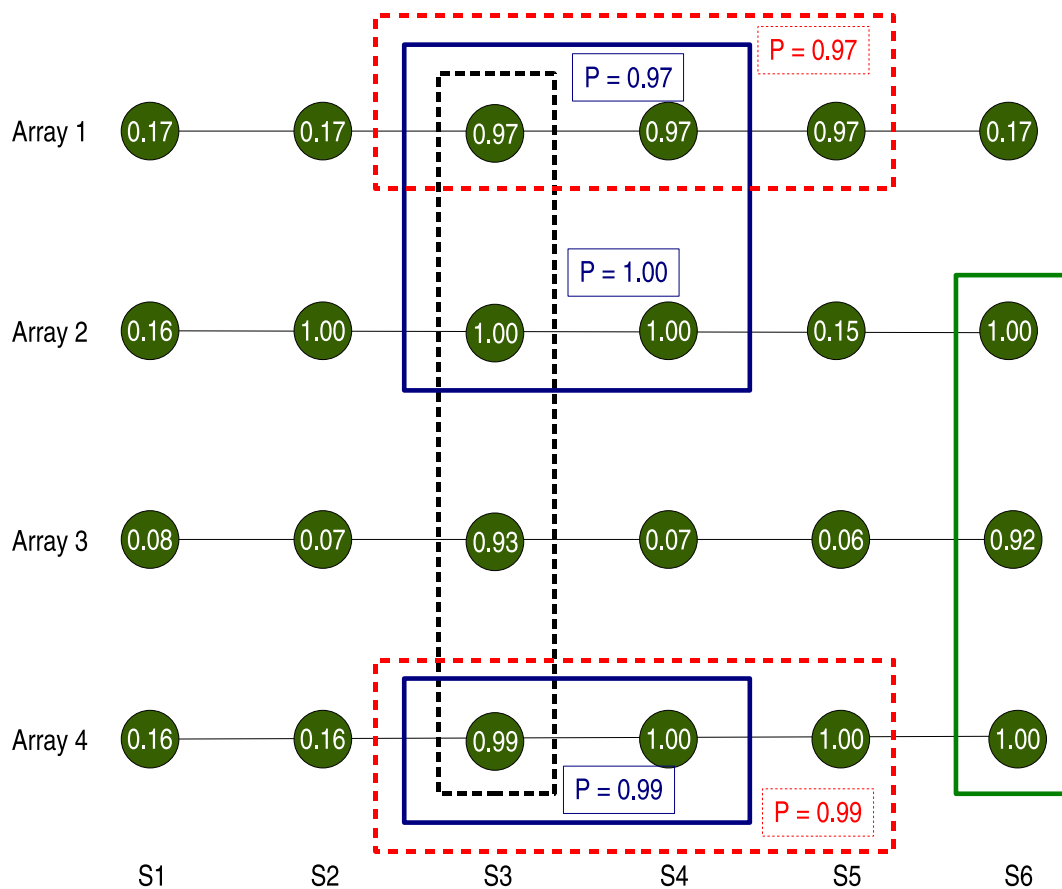 P = 0.97
P = 0.97
Array 1 0.17 0.17 0.97 0.97 0.97 0.17
P = 1.00
Array 2 0.16 1.00 1.00 1.00 0.15 1.00
Array 3 0.08 0.07 0.93 0.07 0.06 0.92
Array 4 0.16 0.16 0.99 1.00 1.00 1.00
P = 0.99
P = 0.99
S1 S2 S3 S4 S5 S6